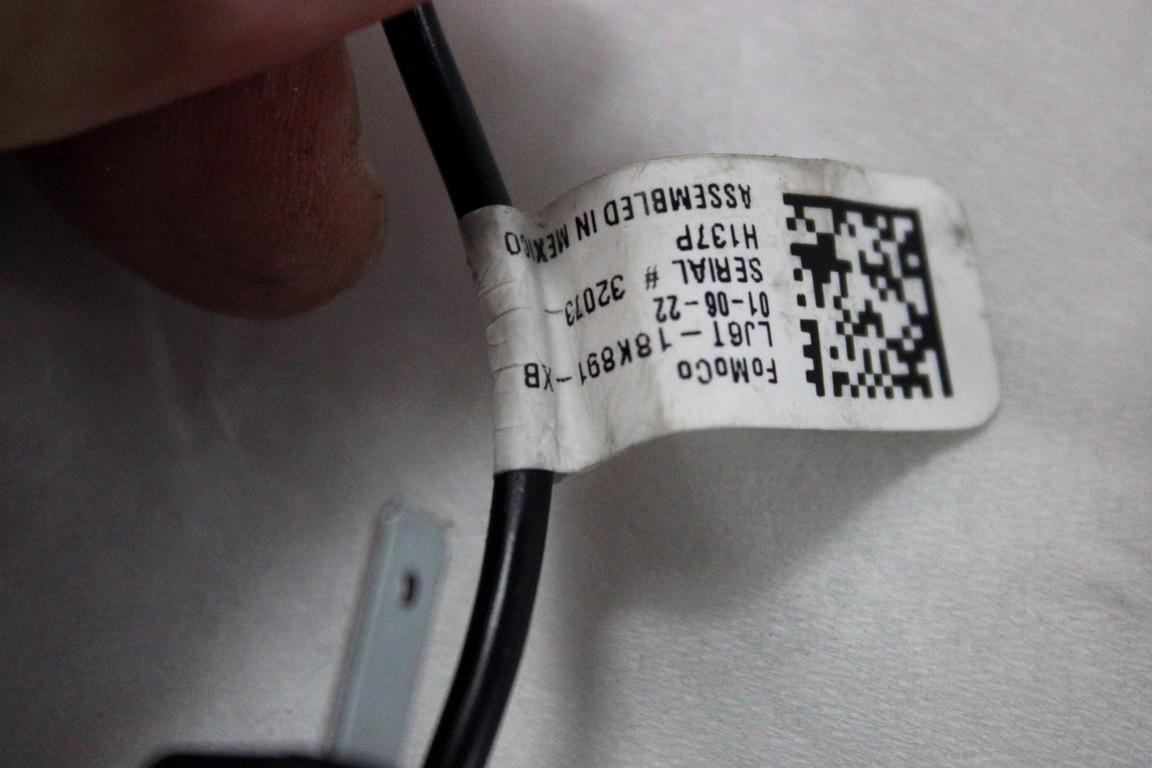 FoMoCo
LJ6T-18K891-XB
01-06-22
SERIAL # 32073
H137P
ASSEMBLED IN MEXICO